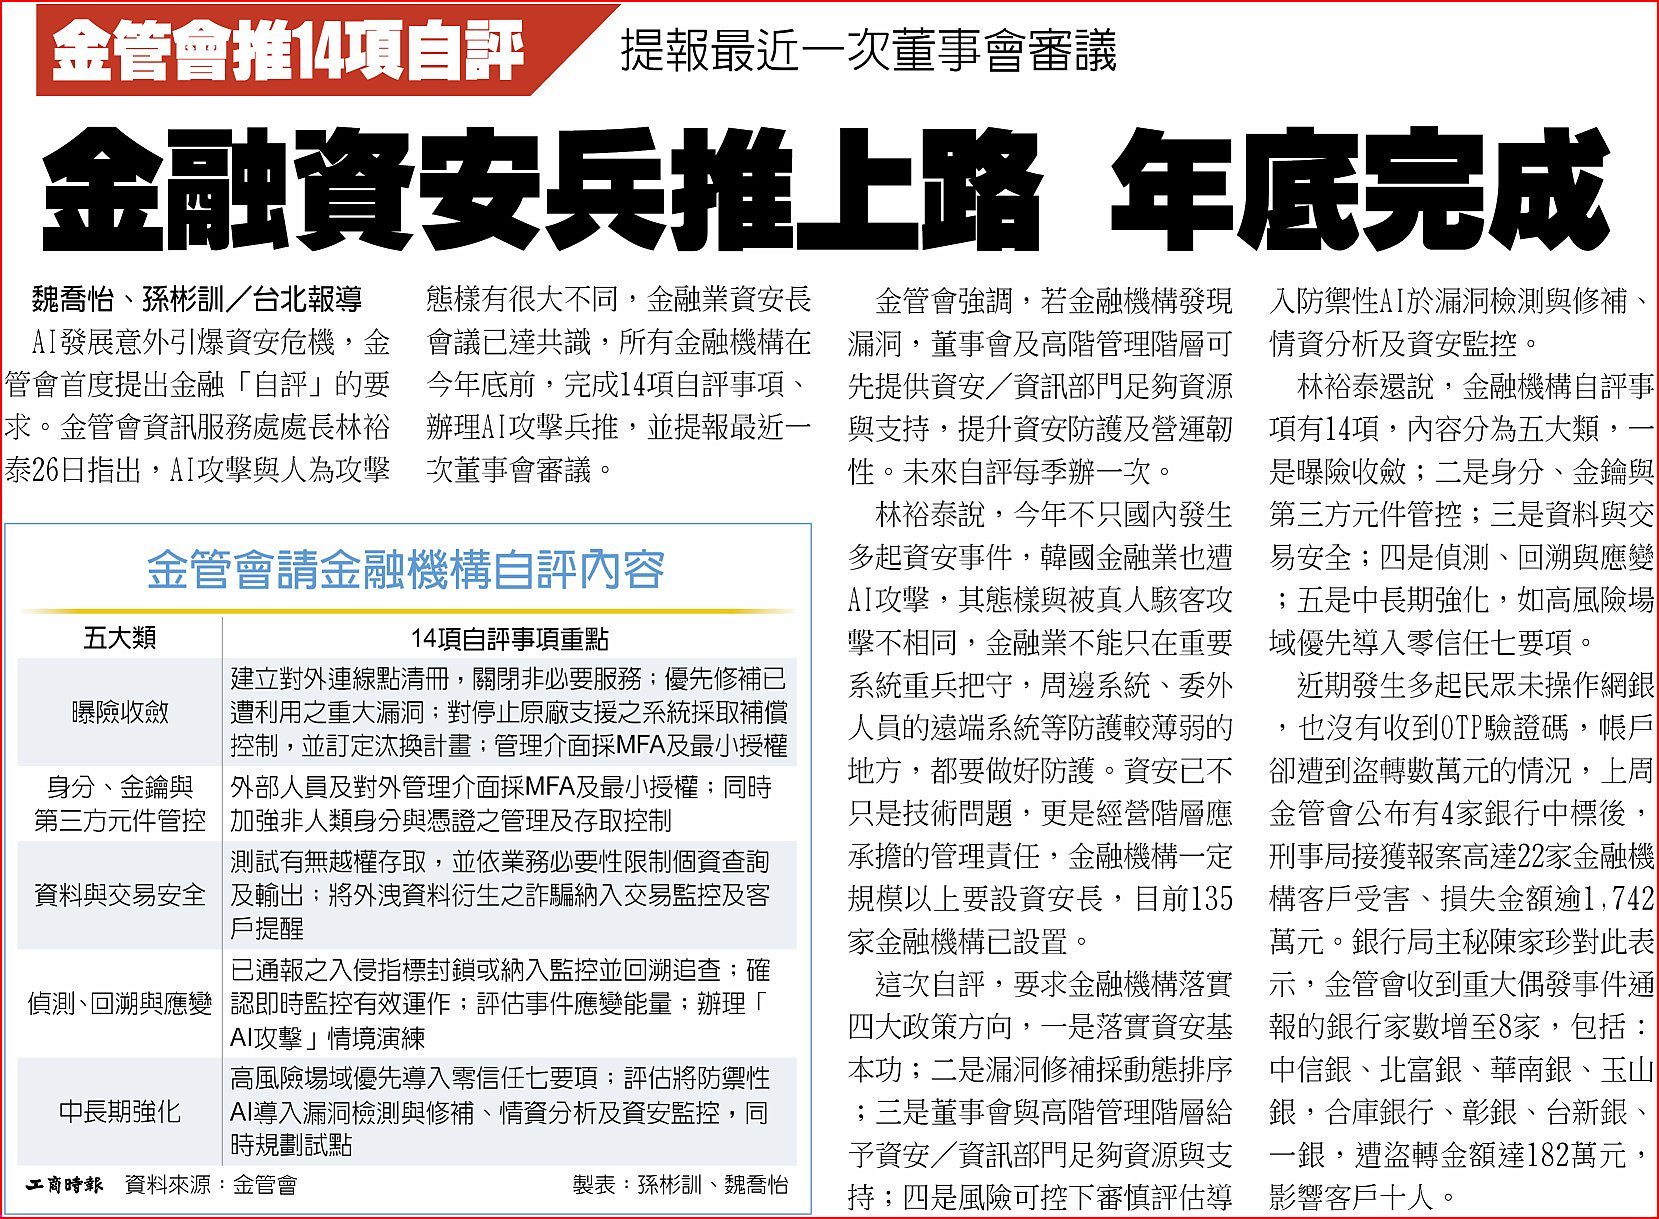 金管會推14項自評
提報最近一次董事會審議
金融資安兵推上路 年底完成
魏喬怡、孫彬訓／台北報導
AI發展意外引爆資安危機，金
管會首度提出金融「自評」的要
求。金管會資訊服務處處長林裕
泰26日指出，AI攻擊與人為攻擊
態樣有很大不同，金融業資安長
會議已達共識，所有金融機構在
今年底前，完成14項自評事項、
辦理AI攻擊兵推，並提報最近一
次董事會審議。
金管會強調，若金融機構發現
漏洞，董事會及高階管理階層可
先提供資安／資訊部門足夠資源
與支持，提升資安防護及營運韌
性。未來自評每季辦一次。
林裕泰說，今年不只國內發生
多起資安事件，韓國金融業也遭
AI攻擊，其態樣與被真人駭客攻
擊不相同，金融業不能只在重要
系統重兵把守，周邊系統、委外
人員的遠端系統等防護較薄弱的
地方，都要做好防護。資安已不
只是技術問題，更是經營階層應
承擔的管理責任，金融機構一定
規模以上要設資安長，目前135
家金融機構已設置。
這次自評，要求金融機構落實
四大政策方向，一是落實資安基
本功；二是漏洞修補採動態排序
；三是董事會與高階管理階層給
予資安／資訊部門足夠資源與支
持；四是風險可控下審慎評估導
入防禦性AI於漏洞檢測與修補、
情資分析及資安監控。
林裕泰還說，金融機構自評事
項有14項，內容分為五大類，一
是曝險收斂；二是身分、金鑰與
第三方元件管控；三是資料與交
易安全；四是偵測、回溯與應變
；五是中長期強化，如高風險場
域優先導入零信任七要項。
近期發生多起民眾未操作網銀
，也沒有收到OTP驗證碼，帳戶
卻遭到盜轉數萬元的情況，上周
金管會公布有4家銀行中標後，
刑事局接獲報案高達22家金融機
構客戶受害、損失金額逾1,742
萬元。銀行局主秘陳家珍對此表
示，金管會收到重大偶發事件通
報的銀行家數增至8家，包括：
中信銀、北富銀、華南銀、玉山
銀，合庫銀行、彰銀、台新銀、
一銀，遭盜轉金額達182萬元，
影響客戶十人。
金管會請金融機構自評內容
五大類
14項自評事項重點
曝險收斂
建立對外連線點清冊，關閉非必要服務；優先修補已
遭利用之重大漏洞；對停止原廠支援之系統採取補償
控制，並訂定汰換計畫；管理介面採MFA及最小授權
身分、金鑰與
第三方元件管控
外部人員及對外管理介面採MFA及最小授權；同時
加強非人類身分與憑證之管理及存取控制
資料與交易安全
測試有無越權存取，並依業務必要性限制個資查詢
及輸出；將外洩資料衍生之詐騙納入交易監控及客
戶提醒
偵測、回溯與應變
已通報之入侵指標封鎖或納入監控並回溯追查；確
認即時監控有效運作；評估事件應變能量；辦理「
AI攻擊」情境演練
中長期強化
高風險場域優先導入零信任七要項；評估將防禦性
AI導入漏洞檢測與修補、情資分析及資安監控，同
時規劃試點
工商時報 資料來源：金管會
製表：孫彬訓、魏喬怡